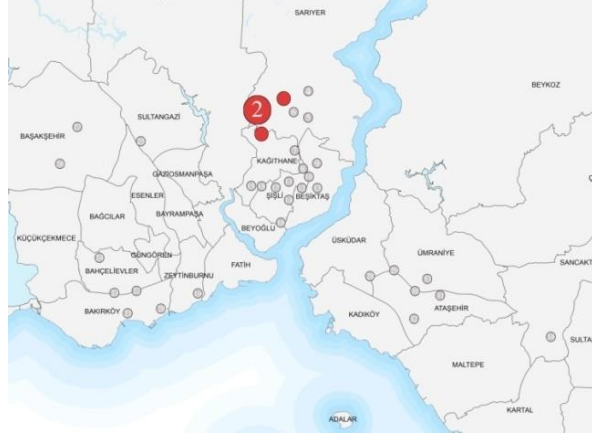 SARIYER
BEYKOZ
2
SULTANGAZİ
BAŞAKŞEHİR
KAĞITHANE
GAZİOSMANPAŞA
ESENLER
ŞİŞLİ
BEŞİKTAŞ
BAĞCILAR
BAYRAMPAŞA
BEYOĞLU
KÜÇÜKÇEKMECE
ÜSKÜDAR
ÜMRANİYE
GÜNGÖREN
FATİH
SANCAKT
BAHÇELİEVLER
ZEYTİNBURNU
BAKIRKÖY
KADIKÖY
ATAŞEHİR
SULTA
MALTEPE
KARTAL
ADALAR